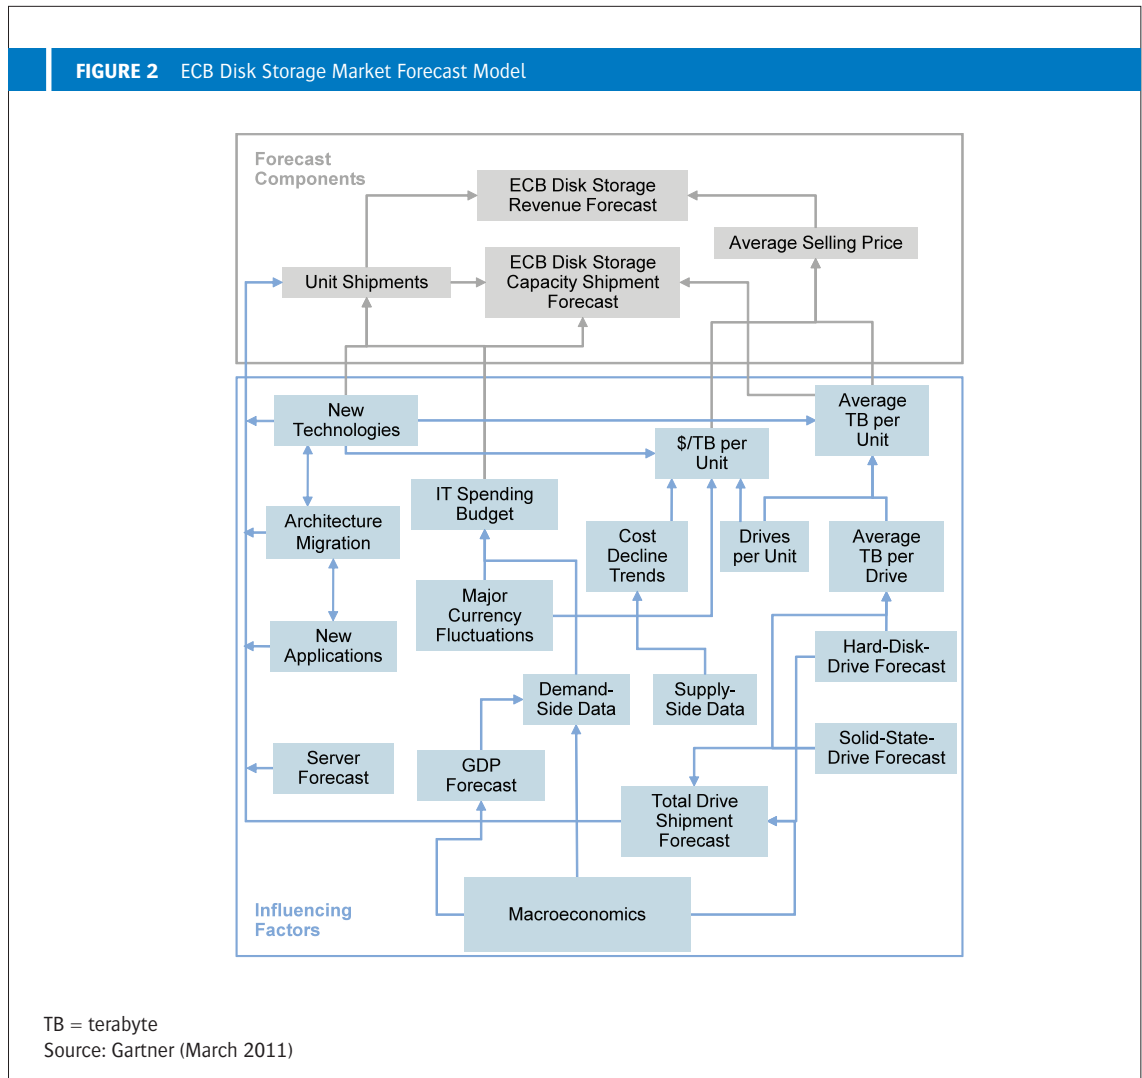 FIGURE 2 ECB Disk Storage Market Forecast Model
Forecast
Components
ECB Disk Storage
Revenue Forecast
Average Selling Price
Unit Shipments
ECB Disk Storage
Capacity Shipment
Forecast
New
Technologies
Average
TB per
Unit
$/TB per
Unit
IT Spending
Budget
Architecture
Migration
Cost
Decline
Trends
Drives
per Unit
Average
TB per
Drive
Major
Currency
Fluctuations
New
Applications
Hard-Disk-
Drive Forecast
Demand-
Side Data
Supply-
Side Data
Solid-State-
Drive Forecast
Server
Forecast
GDP
Forecast
Total Drive
Shipment
Forecast
Macroeconomics
Influencing
Factors
TB = terabyte
Source: Gartner (March 2011)